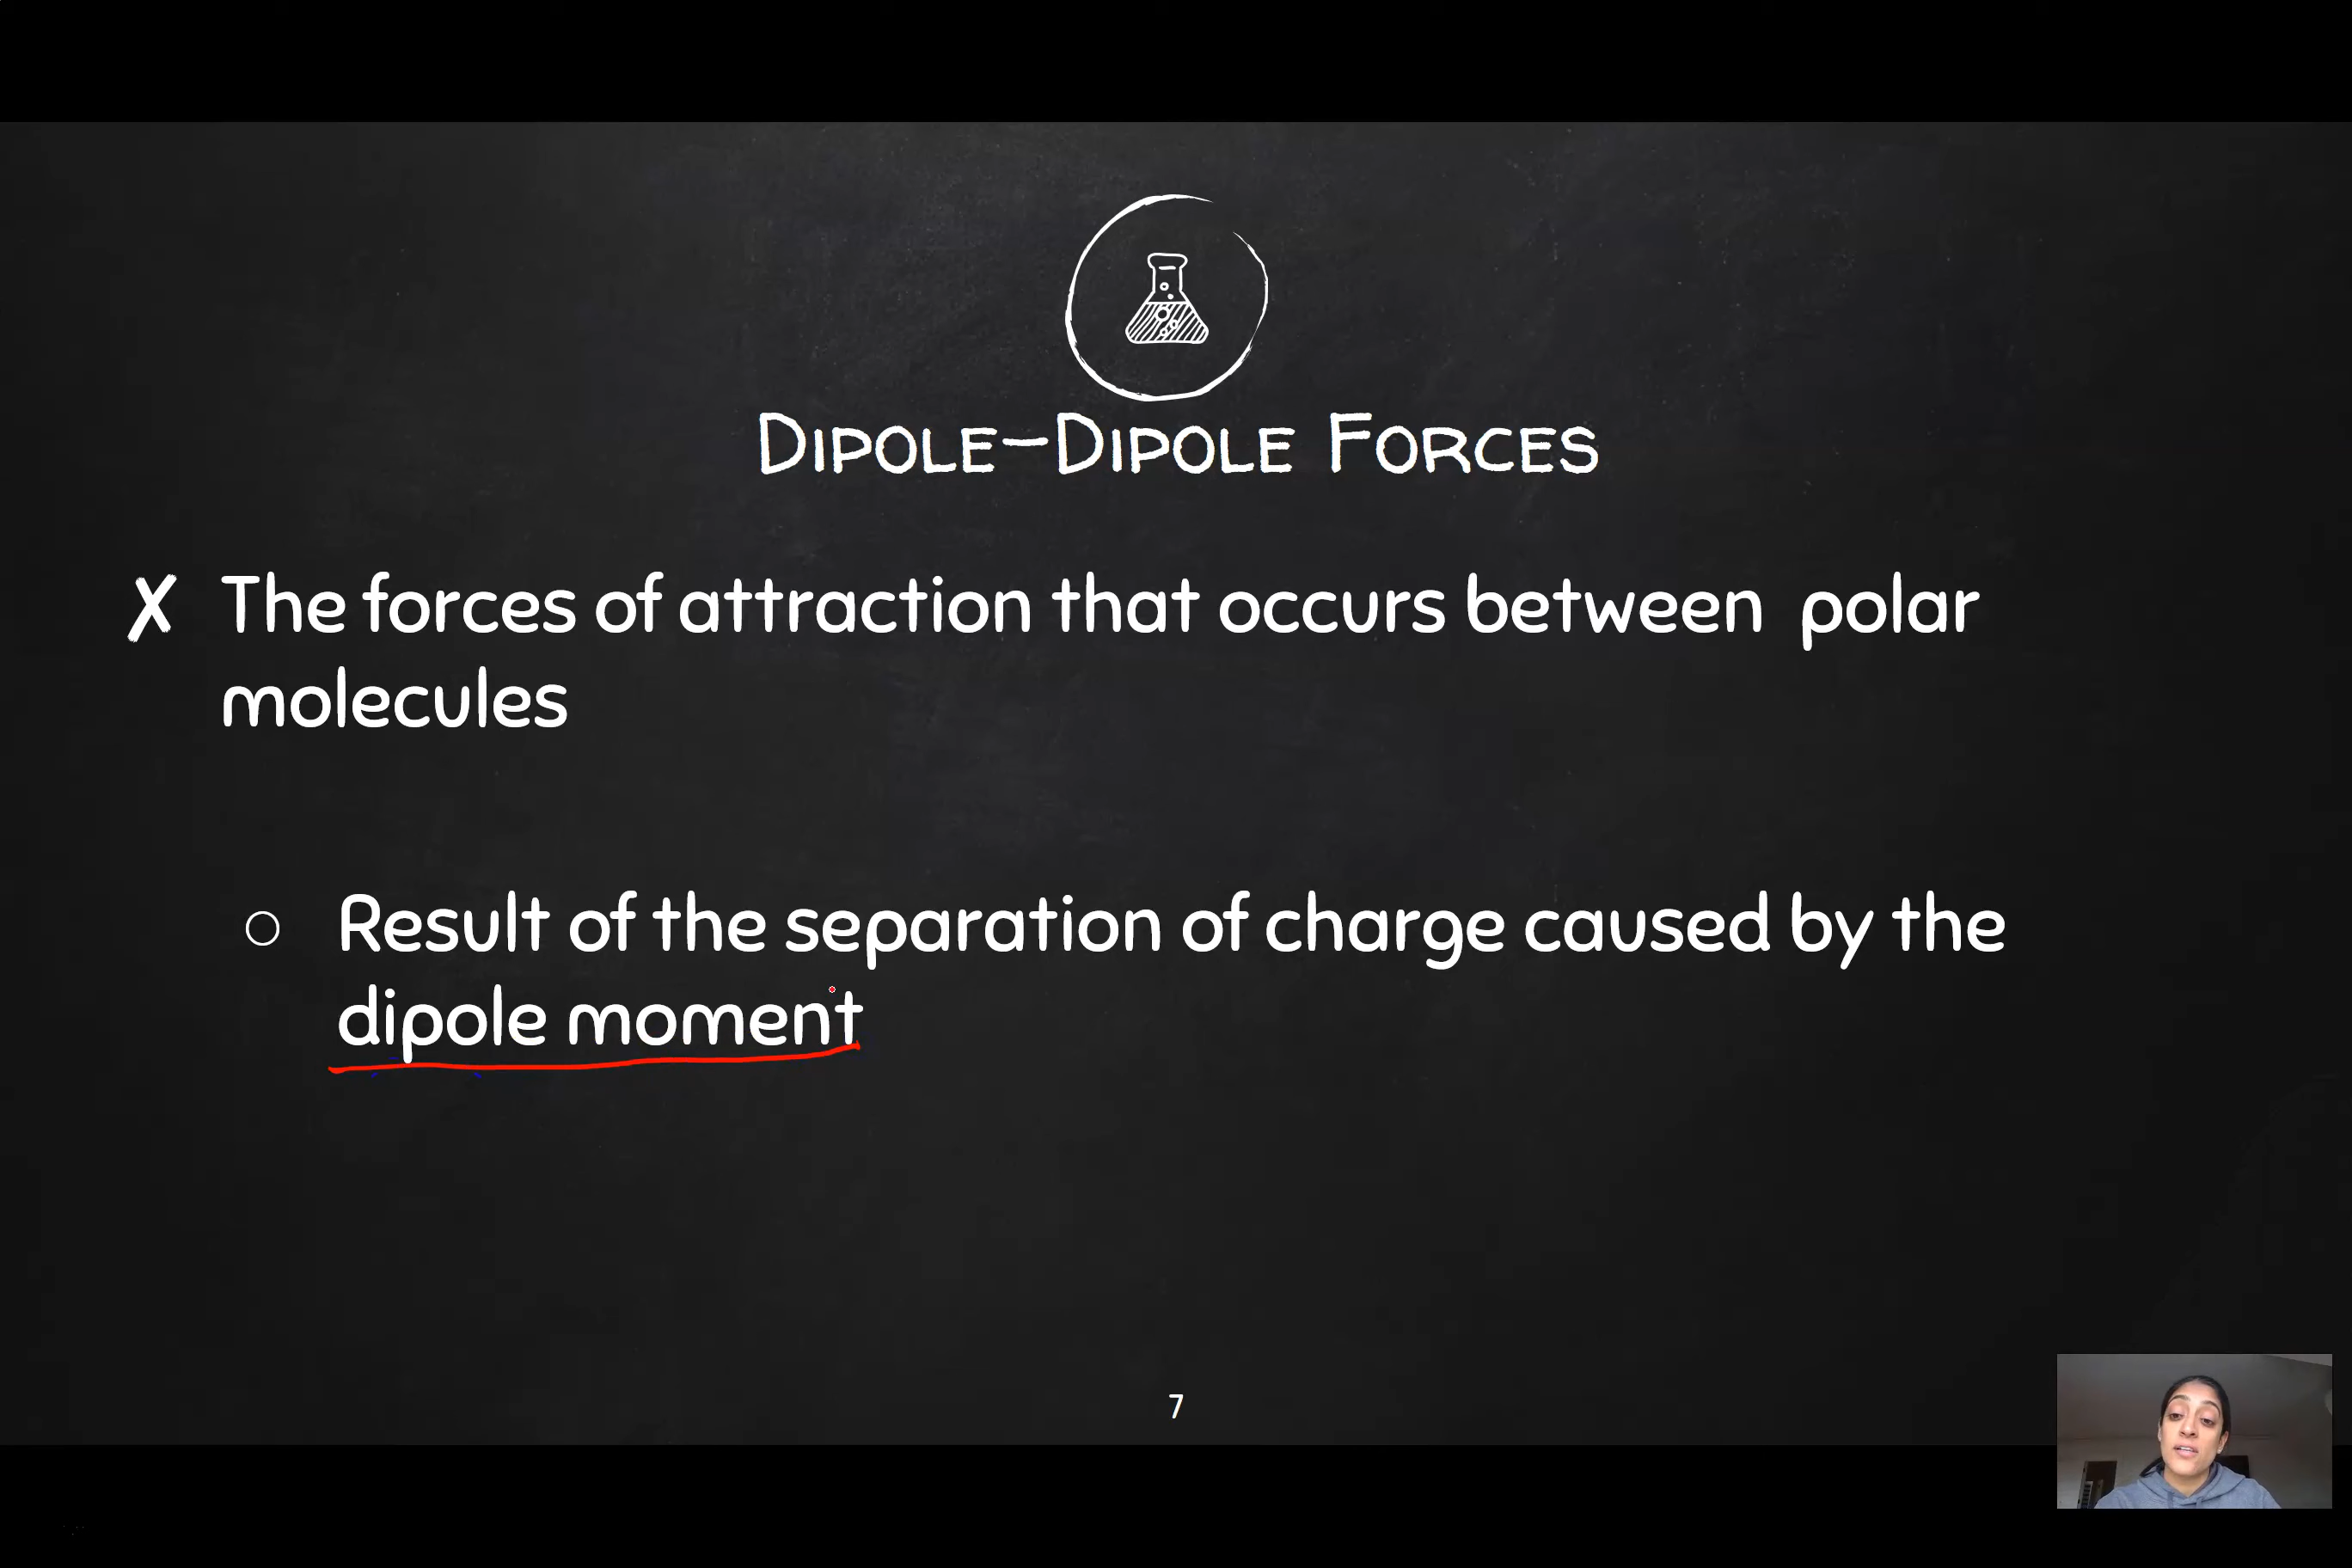 Dipole-Dipole Forces
✗ The forces of attraction that occurs between polar
molecules
○ Result of the separation of charge caused by the
dipole moment
7